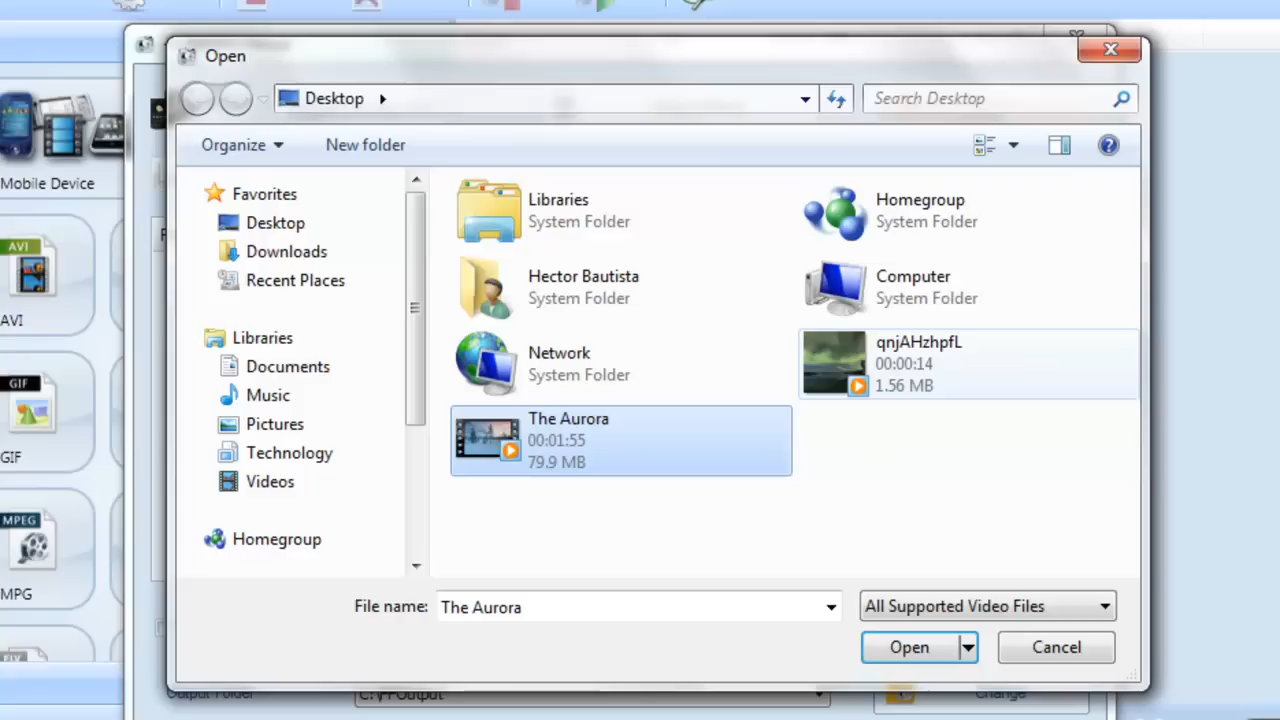 Open
Desktop
Search Desktop
Organize
New folder
Favorites
Desktop
Downloads
Recent Places
Libraries
Documents
Music
Pictures
Technology
Videos
Homegroup
Libraries
System Folder
Homegroup
System Folder
Hector Bautista
System Folder
Computer
System Folder
Network
System Folder
qnjAHzhpfL
00:00:14
1.56 MB
The Aurora
00:01:55
79.9 MB
File name:
The Aurora
All Supported Video Files
Open
Cancel
Mobile Device
AVI
AVI
GIF
GIF
MPEG
MPG
Output Folder
C:\FFOutput
Change